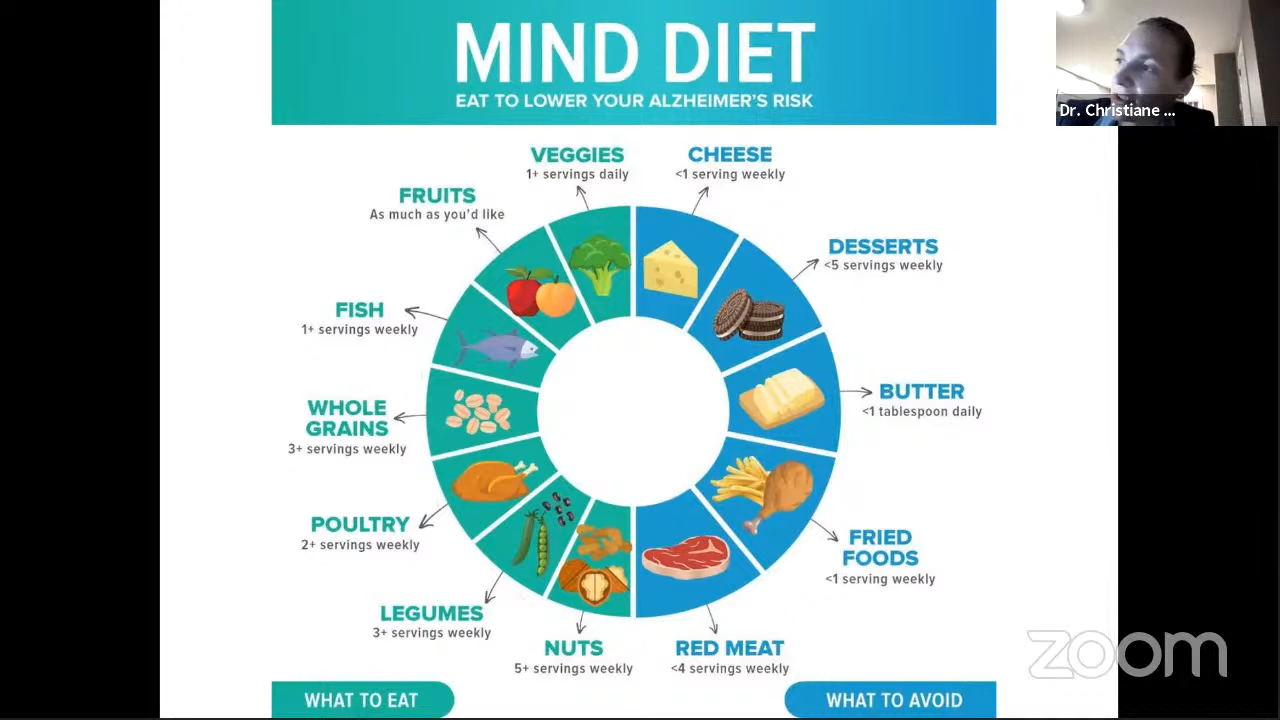 MIND DIET
EAT TO LOWER YOUR ALZHEIMER'S RISK
Dr. Christiane ...
VEGGIES
1+ servings daily
CHEESE
<1 serving weekly
FRUITS
As much as you'd like
DESSERTS
<5 servings weekly
FISH
1+ servings weekly
BUTTER
<1 tablespoon daily
WHOLE
GRAINS
3+ servings weekly
POULTRY
2+ servings weekly
FRIED
FOODS
<1 serving weekly
LEGUMES
3+ servings weekly
NUTS
5+ servings weekly
RED MEAT
<4 servings weekly
zoom
WHAT TO EAT
WHAT TO AVOID